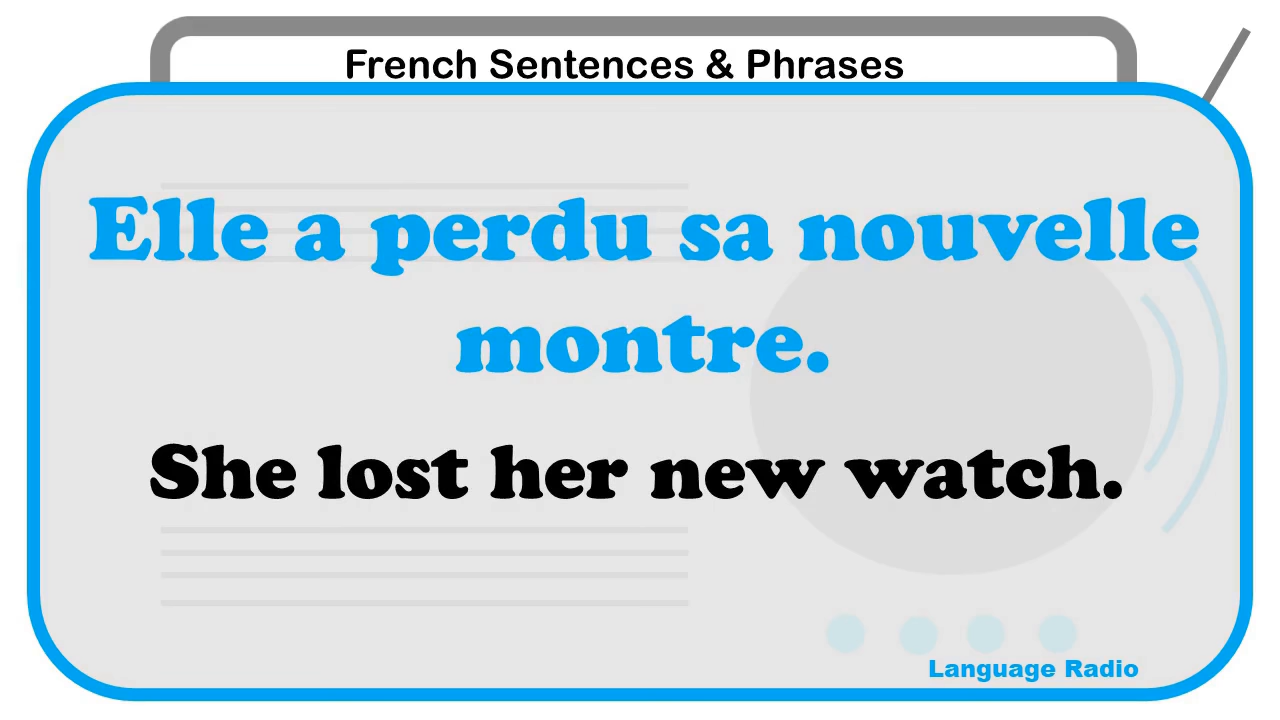 French Sentences & Phrases
Elle a perdu sa nouvelle
montre.
She lost her new watch.
Language Radio